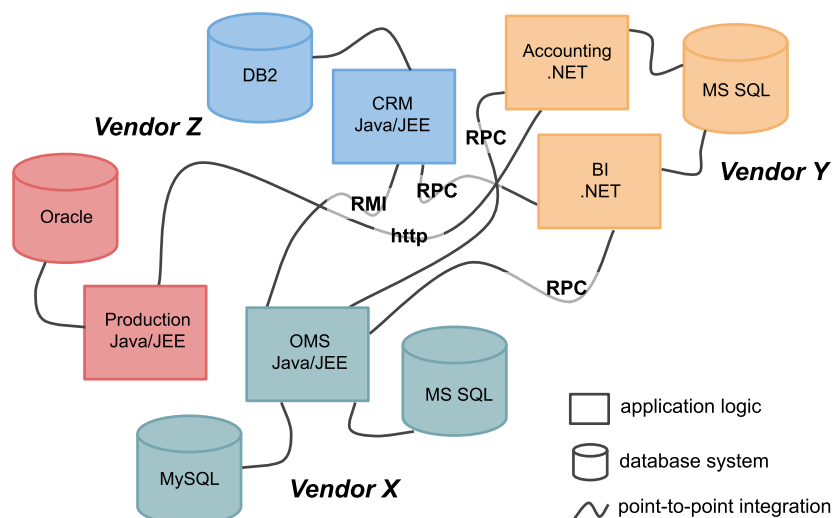 Accounting
.NET
DB2
MS SQL
CRM
Java/JEE
Vendor Z
RPC
Vendor Y
BI
.NET
RPC
RMI
Oracle
http
RPC
Production
Java/JEE
OMS
Java/JEE
MS SQL
application logic
MySQL
Vendor X
database system
point-to-point integration